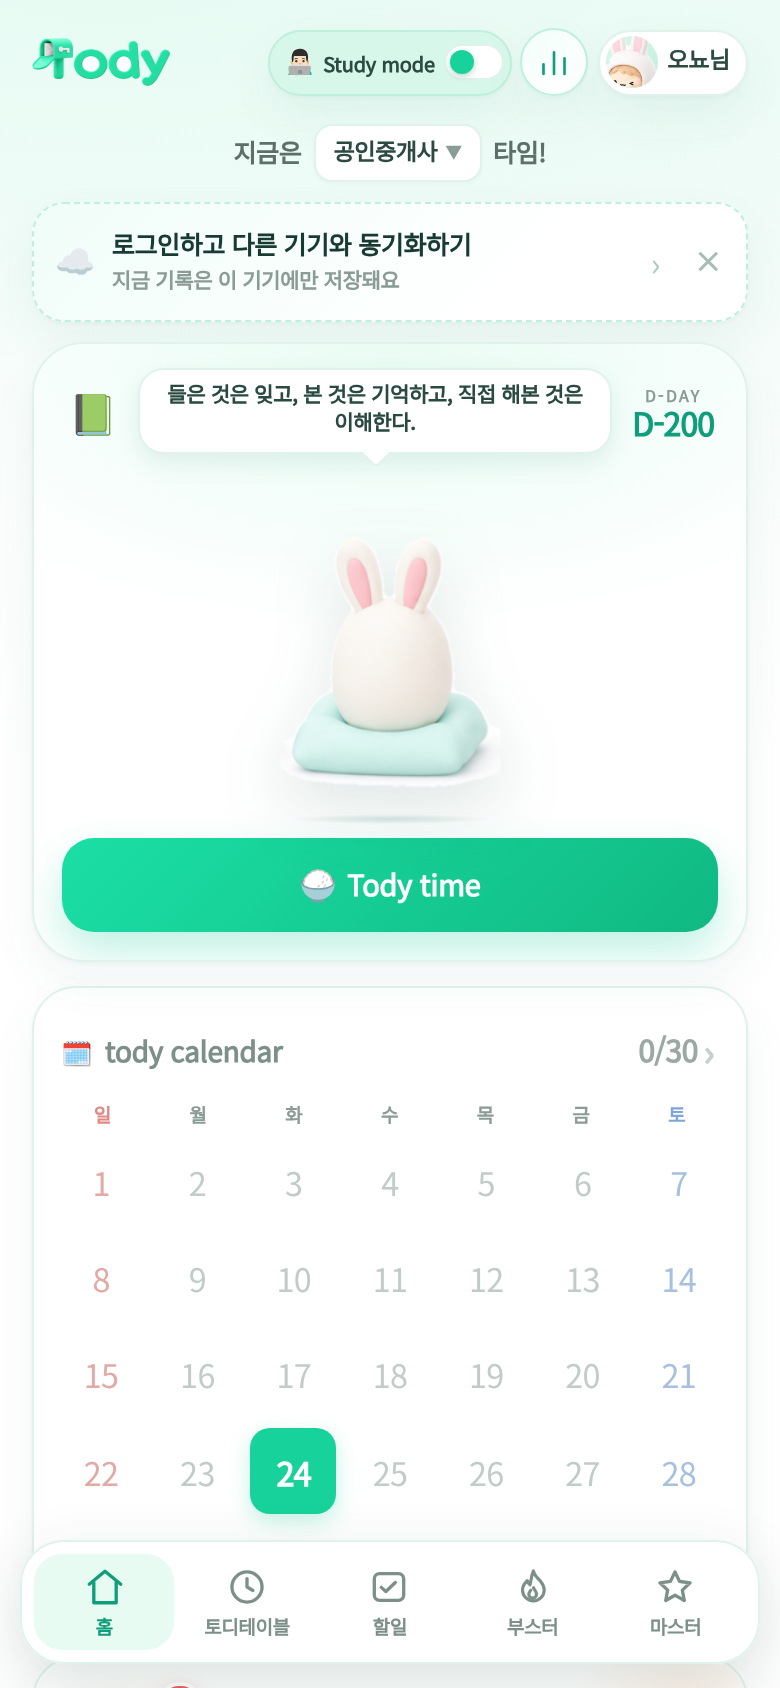 Tody
Study mode
오뇨님
지금은 공인중개사 ▼ 타임!
로그인하고 다른 기기와 동기화하기
지금 기록은 이 기기에만 저장돼요
들은 것은 잊고, 본 것은 기억하고, 직접 해본 것은
이해한다.
D-DAY
D-200
Tody time
tody calendar
0/30 ›
일 월 화 수 목 금 토
1 2 3 4 5 6 7
8 9 10 11 12 13 14
15 16 17 18 19 20 21
22 23 24 25 26 27 28
홈 토디테이블 할일 부스터 마스터